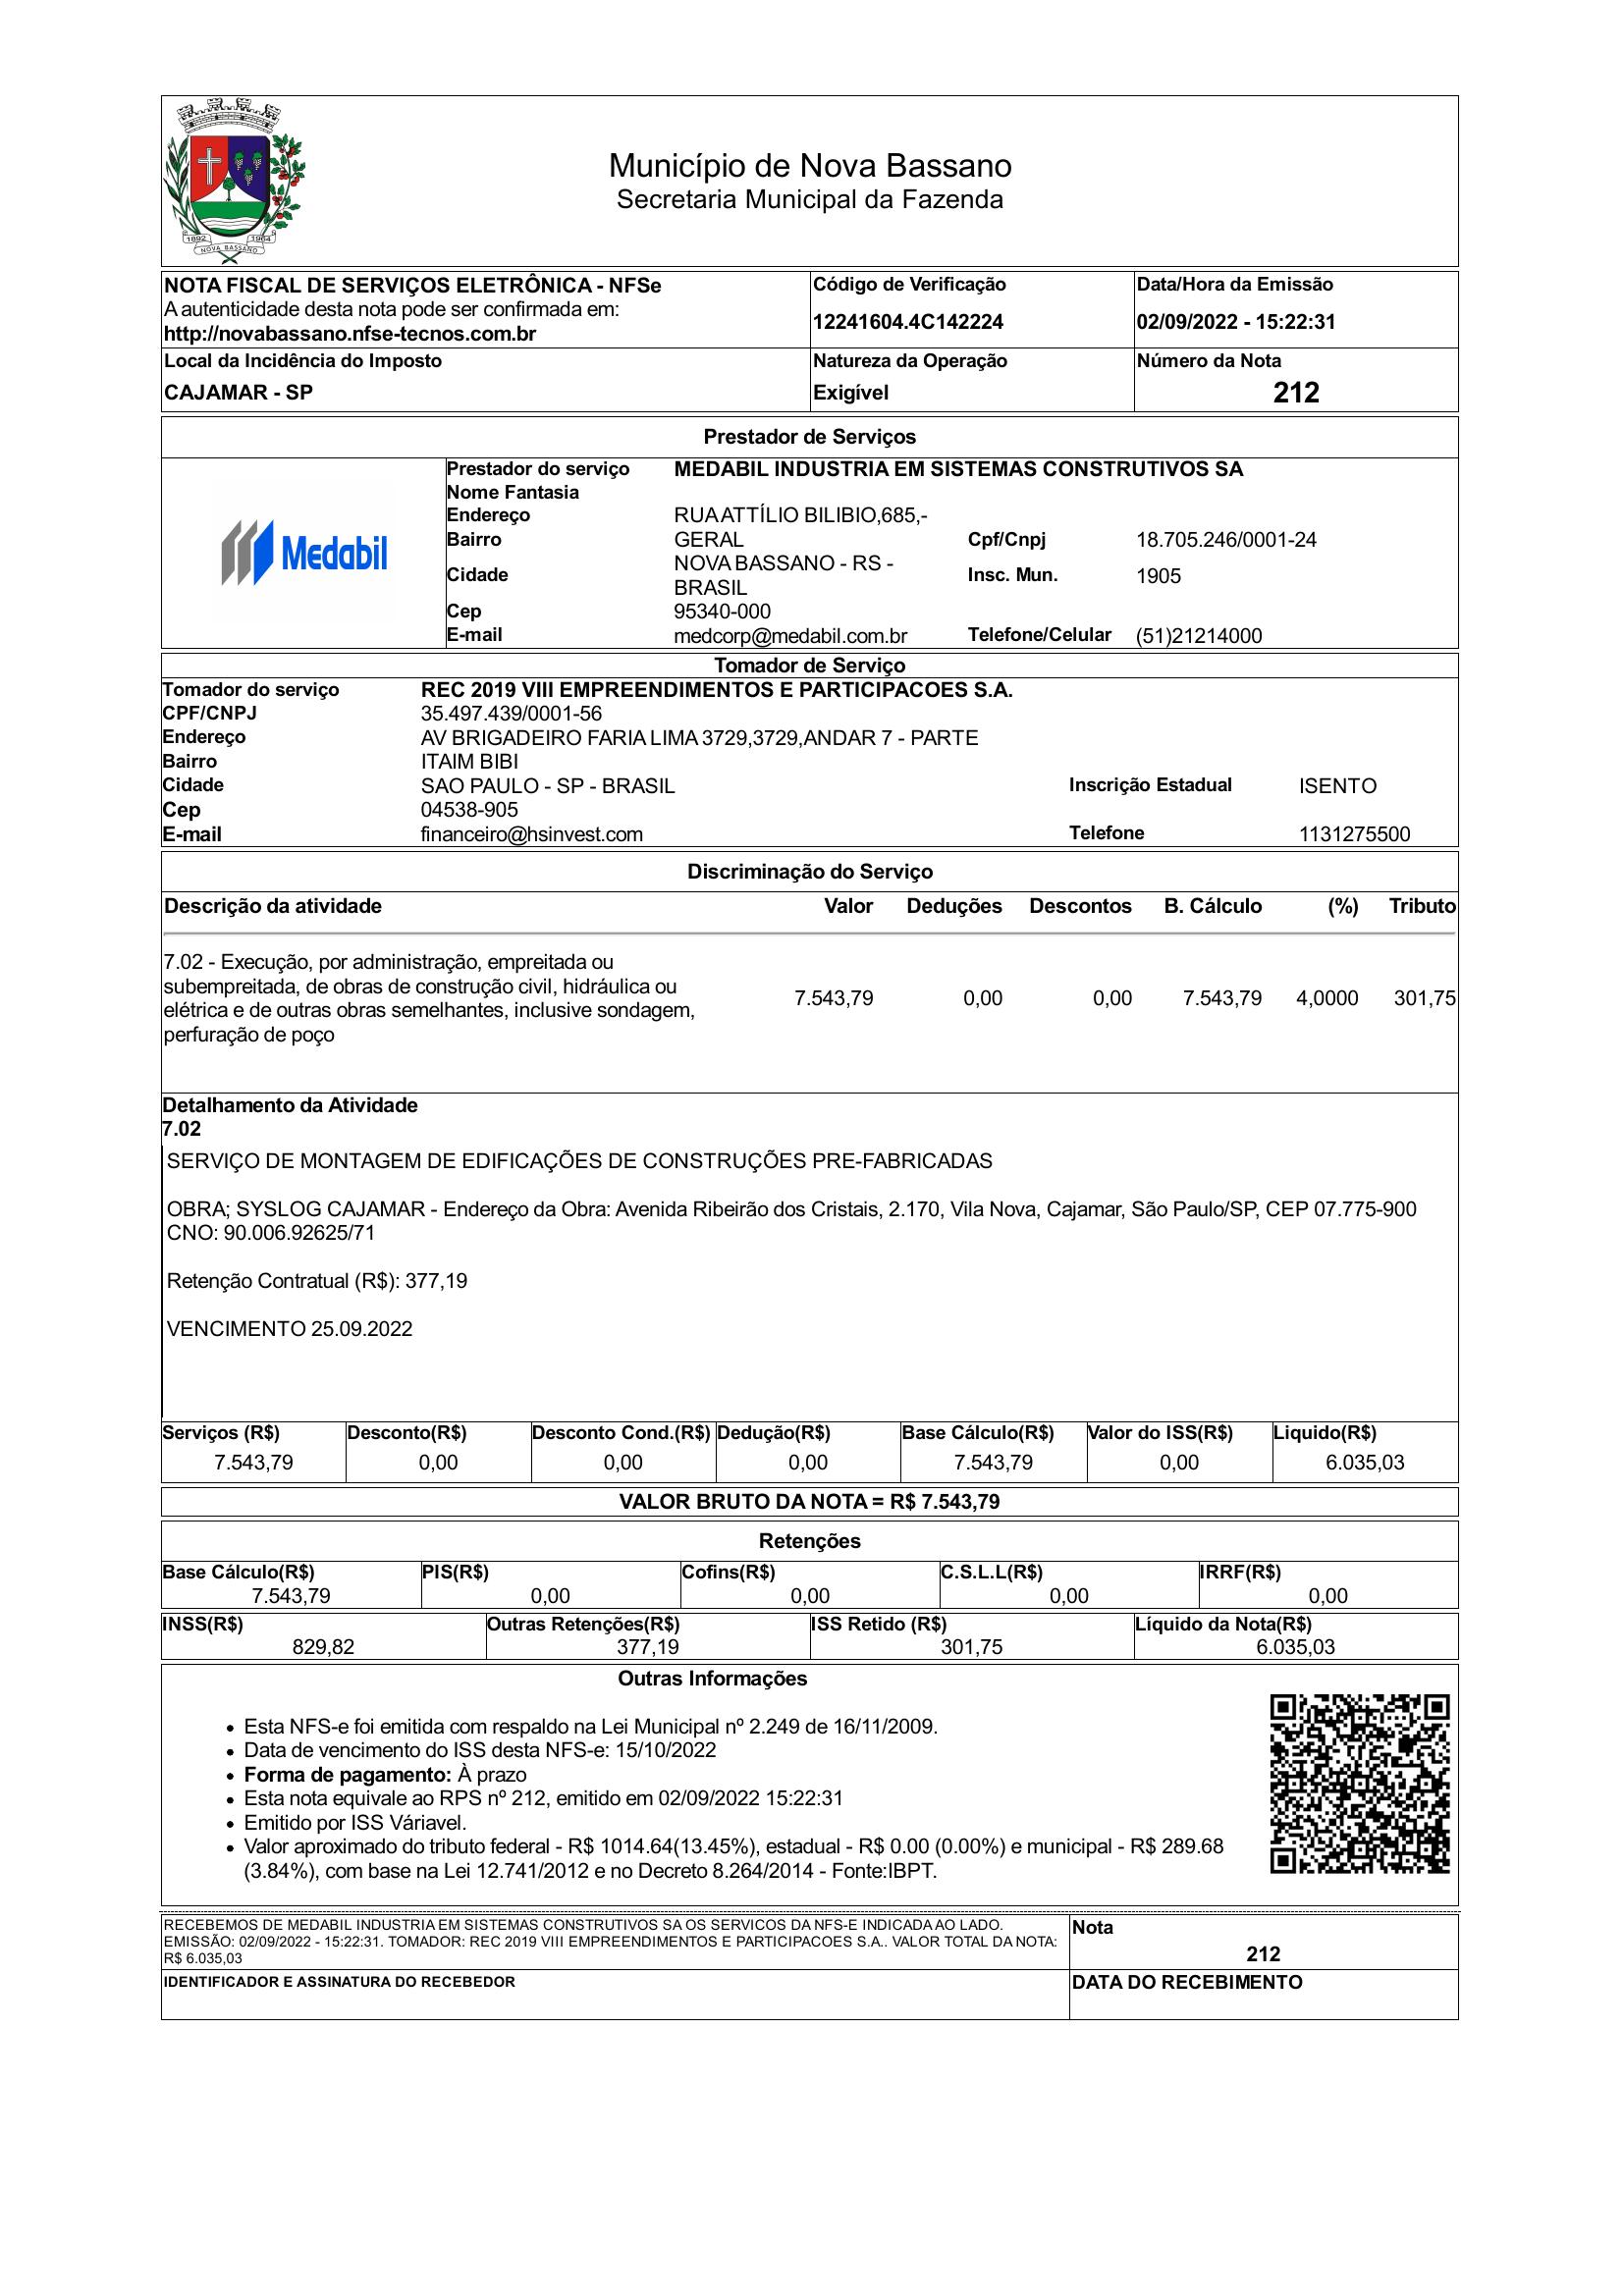 1892 1964
NOVA BASSANO
Município de Nova Bassano
Secretaria Municipal da Fazenda
NOTA FISCAL DE SERVIÇOS ELETRÔNICA - NFSe
A autenticidade desta nota pode ser confirmada em:
http://novabassano.nfse-tecnos.com.br
Código de Verificação
12241604.4C142224
Data/Hora da Emissão
02/09/2022 - 15:22:31
Local da Incidência do Imposto
CAJAMAR - SP
Natureza da Operação
Exigível
Número da Nota
212
Prestador de Serviços
Medabil
Prestador do serviço MEDABIL INDUSTRIA EM SISTEMAS CONSTRUTIVOS SA
Nome Fantasia
Endereço RUA ATTÍLIO BILIBIO,685,-
Bairro GERAL Cpf/Cnpj 18.705.246/0001-24
Cidade NOVA BASSANO - RS - BRASIL Insc. Mun. 1905
Cep 95340-000
E-mail medcorp@medabil.com.br Telefone/Celular (51)21214000
Tomador de Serviço
Tomador do serviço REC 2019 VIII EMPREENDIMENTOS E PARTICIPACOES S.A.
CPF/CNPJ 35.497.439/0001-56
Endereço AV BRIGADEIRO FARIA LIMA 3729,3729,ANDAR 7 - PARTE
Bairro ITAIM BIBI
Cidade SAO PAULO - SP - BRASIL Inscrição Estadual ISENTO
Cep 04538-905
E-mail financeiro@hsinvest.com Telefone 1131275500
Discriminação do Serviço
Descrição da atividade Valor Deduções Descontos B. Cálculo (%) Tributo
7.02 - Execução, por administração, empreitada ou
subempreitada, de obras de construção civil, hidráulica ou
elétrica e de outras obras semelhantes, inclusive sondagem,
perfuração de poço
7.543,79 0,00 0,00 7.543,79 4,0000 301,75
Detalhamento da Atividade
7.02
SERVIÇO DE MONTAGEM DE EDIFICAÇÕES DE CONSTRUÇÕES PRE-FABRICADAS
OBRA; SYSLOG CAJAMAR - Endereço da Obra: Avenida Ribeirão dos Cristais, 2.170, Vila Nova, Cajamar, São Paulo/SP, CEP 07.775-900
CNO: 90.006.92625/71
Retenção Contratual (R$): 377,19
VENCIMENTO 25.09.2022
Serviços (R$) Desconto(R$) Desconto Cond.(R$) Dedução(R$) Base Cálculo(R$) Valor do ISS(R$) Liquido(R$)
7.543,79 0,00 0,00 0,00 7.543,79 0,00 6.035,03
VALOR BRUTO DA NOTA = R$ 7.543,79
Retenções
Base Cálculo(R$) PIS(R$) Cofins(R$) C.S.L.L(R$) IRRF(R$)
7.543,79 0,00 0,00 0,00 0,00
INSS(R$) Outras Retenções(R$) ISS Retido (R$) Líquido da Nota(R$)
829,82 377,19 301,75 6.035,03
Outras Informações
• Esta NFS-e foi emitida com respaldo na Lei Municipal nº 2.249 de 16/11/2009.
• Data de vencimento do ISS desta NFS-e: 15/10/2022
• Forma de pagamento: À prazo
• Esta nota equivale ao RPS nº 212, emitido em 02/09/2022 15:22:31
• Emitido por ISS Váriavel.
• Valor aproximado do tributo federal - R$ 1014.64(13.45%), estadual - R$ 0.00 (0.00%) e municipal - R$ 289.68
(3.84%), com base na Lei 12.741/2012 e no Decreto 8.264/2014 - Fonte:IBPT.
RECEBEMOS DE MEDABIL INDUSTRIA EM SISTEMAS CONSTRUTIVOS SA OS SERVICOS DA NFS-E INDICADA AO LADO.
EMISSÃO: 02/09/2022 - 15:22:31. TOMADOR: REC 2019 VIII EMPREENDIMENTOS E PARTICIPACOES S.A.. VALOR TOTAL DA NOTA:
R$ 6.035,03
Nota
212
IDENTIFICADOR E ASSINATURA DO RECEBEDOR
DATA DO RECEBIMENTO